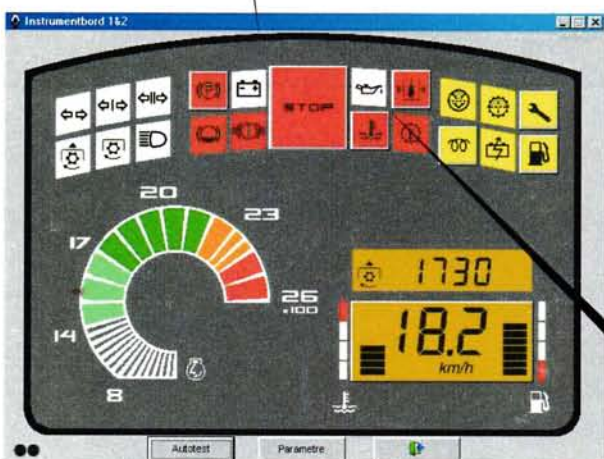 Instrumentbord 1&2
STOP
20
23
17
1730
26
x100
14
18.2
km/h
8
Autotest
Parametre